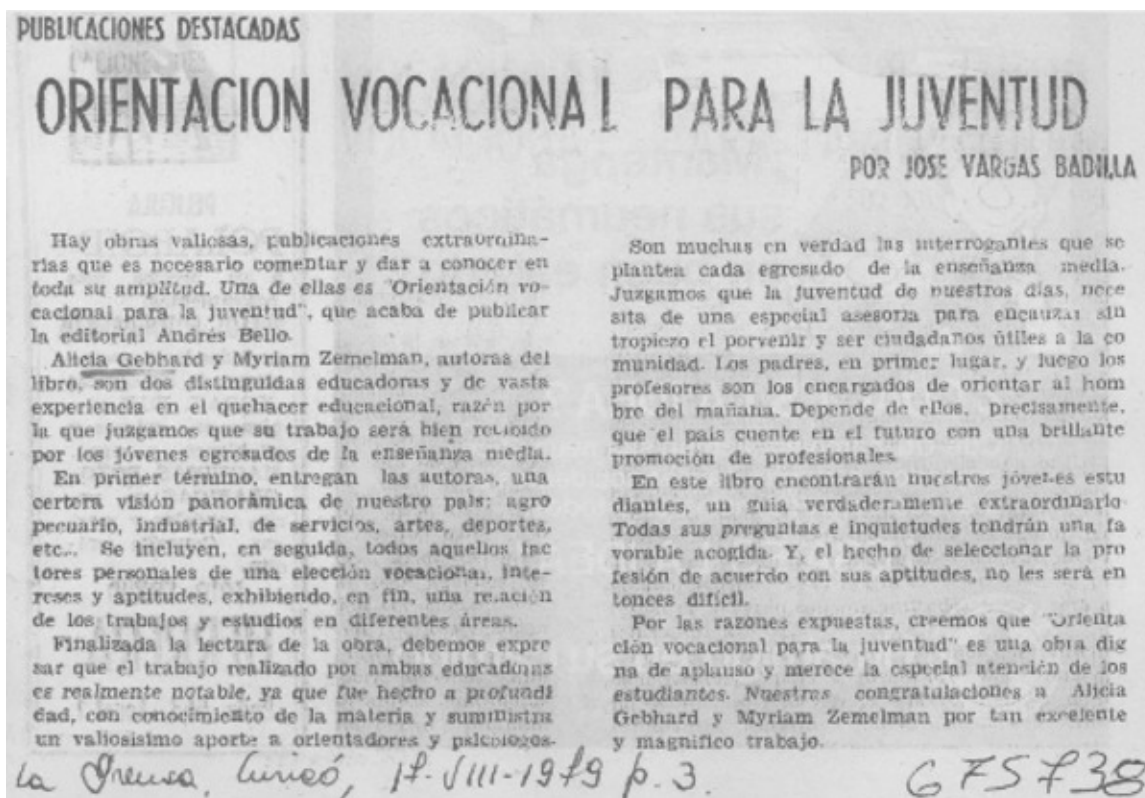 PUBLICACIONES DESTACADAS
ORIENTACION VOCACIONAL PARA LA JUVENTUD
POR JOSE VARGAS BADILLA
Hay obras valiosas, publicaciones extraordina-
rias que es necesario comentar y dar a conocer en
toda su amplitud. Una de ellas es "Orientación vo-
cacional para la juventud", que acaba de publicar
la editorial Andrés Bello.
Alicia Gebhard y Myriam Zemelman, autoras del
libro, son dos distinguidas educadoras y de vasta
experiencia en el quehacer educacional, razón por
la que juzgamos que su trabajo será bien recibido
por los jóvenes egresados de la enseñanza media.
En primer término, entregan las autoras, una
certera visión panorámica de nuestro país: agro
pecuario, industrial, de servicios, artes, deportes,
etc... Se incluyen, en seguida, todos aquellos fac
tores personales de una elección vocacional, inte-
reses y aptitudes, exhibiendo, en fin, una relación
de los trabajos y estudios en diferentes áreas.
Finalizada la lectura de la obra, debemos expre
sar que el trabajo realizado por ambas educadoras
es realmente notable, ya que fue hecho a profundi
dad, con conocimiento de la materia y suministra
un valiosísimo aporte a orientadores y psicólogos.
Son muchas en verdad las interrogantes que se
plantea cada egresado de la enseñanza media.
Juzgamos que la juventud de nuestros días, nece
sita de una especial asesoría para encauzar sin
tropiezo el porvenir y ser ciudadanos útiles a la co
munidad. Los padres, en primer lugar, y luego los
profesores son los encargados de orientar al hom
bre del mañana. Depende de ellos, precisamente,
que el país cuente en el futuro con una brillante
promoción de profesionales.
En este libro encontrarán nuestros jóvenes estu
diantes, un guía verdaderamente extraordinario.
Todas sus preguntas e inquietudes tendrán una fa
vorable acogida. Y, el hecho de seleccionar la pro
fesión de acuerdo con sus aptitudes, no les será en
tonces difícil.
Por las razones expuestas, creemos que "Orienta
ción vocacional para la juventud" es una obra dig
na de aplauso y merece la especial atención de los
estudiantes. Nuestras congratulaciones a Alicia
Gebhard y Myriam Zemelman por tan excelente
y magnífico trabajo.
La Prensa, Curicó, 17-VIII-1979 p. 3. 675738